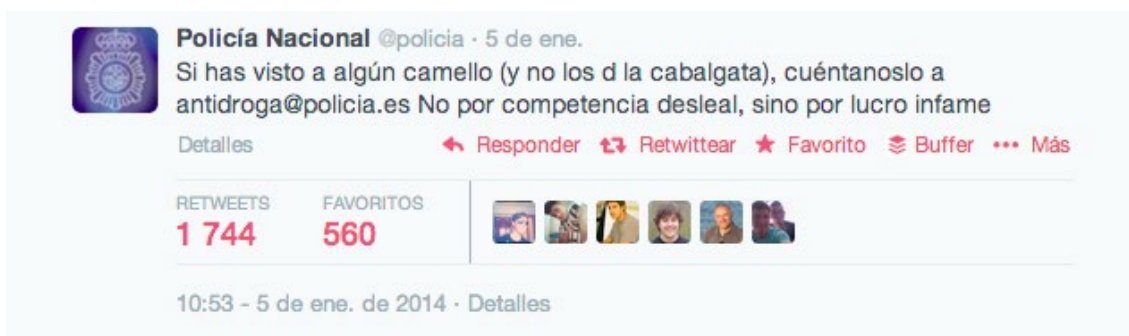 Policía Nacional @policia · 5 de ene.
Si has visto a algún camello (y no los d la cabalgata), cuéntanoslo a
antidroga@policia.es No por competencia desleal, sino por lucro infame
Detalles Responder Retwittear Favorito Buffer Más
RETWEETS FAVORITOS
1 744 560
10:53 - 5 de ene. de 2014 · Detalles